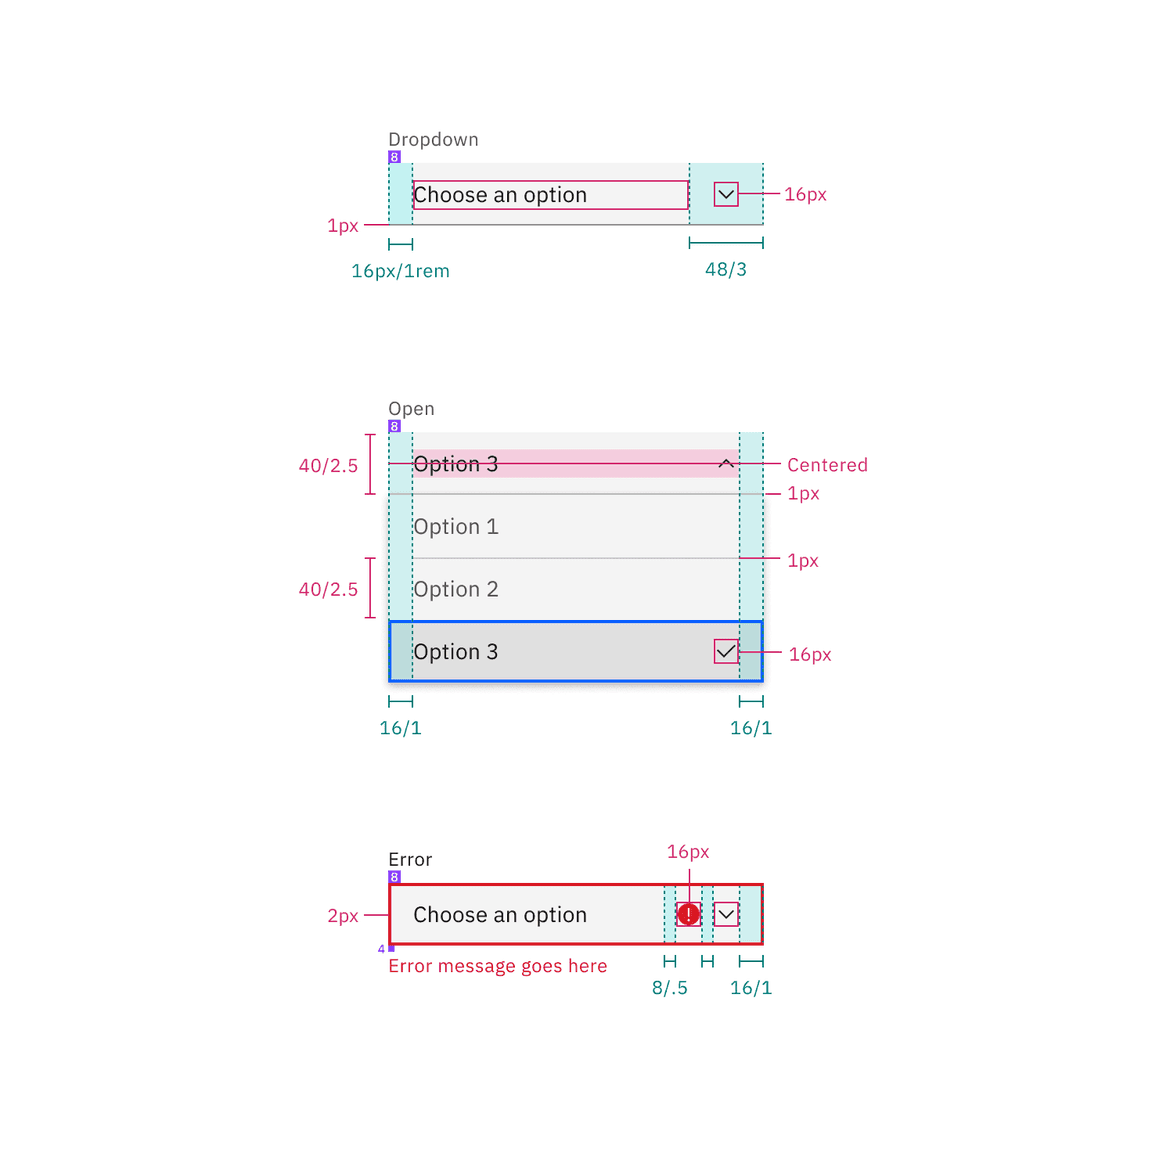 Dropdown
8
Choose an option
16px
1px
16px/1rem
48/3
Open
8
40/2.5
Option 3
Centered
1px
Option 1
1px
40/2.5
Option 2
Option 3
16px
16/1
16/1
16px
Error
8
2px
Choose an option
4
Error message goes here
8/.5
16/1